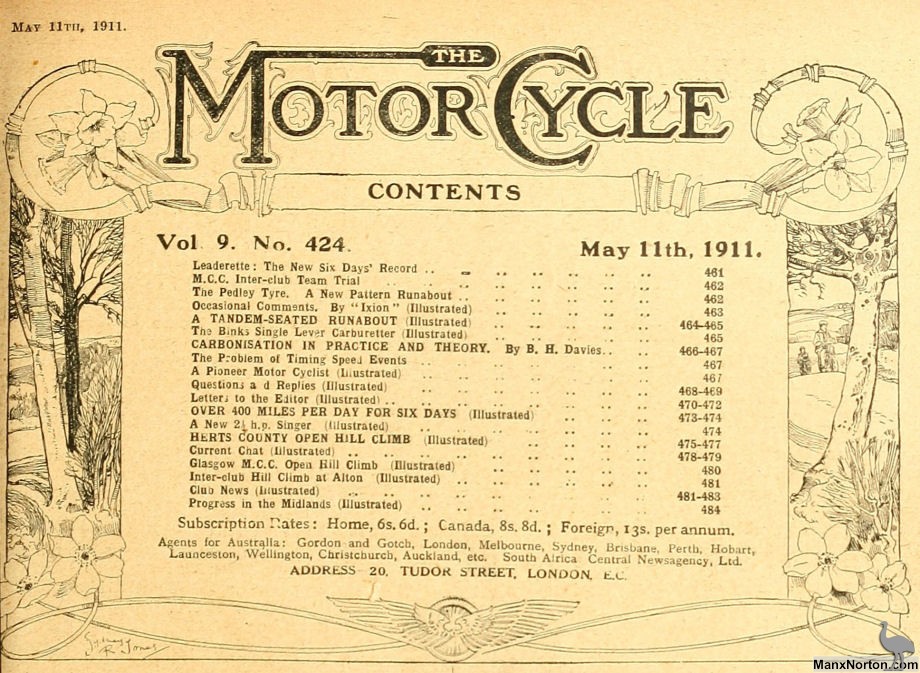 MAY 11TH, 1911.
THE
MOTOR CYCLE
CONTENTS
Vol 9. No. 424. May 11th, 1911.
Leaderette: The New Six Days' Record .. 461
M.C.C. Inter-club Team Trial 462
The Pedley Tyre. A New Pattern Runabout .. 462
Occasional Comments. By "Ixion" (Illustrated) 463
A TANDEM-SEATED RUNABOUT (Illustrated) 464-465
The Binks Single Lever Carburetter (Illustrated) 465
CARBONISATION IN PRACTICE AND THEORY. By B. H. Davies.. 466-467
The Problem of Timing Speed Events 467
A Pioneer Motor Cyclist (Illustrated) 467
Questions a d Replies (Illustrated) 468-469
Letters to the Editor (Illustrated) .. 470-472
OVER 400 MILES PER DAY FOR SIX DAYS (Illustrated) 473-474
A New 2½ h.p. Singer (Illustrated) 474
HERTS COUNTY OPEN HILL CLIMB (Illustrated) 475-477
Current Chat (Illustrated) .. 478-479
Glasgow M.C.C. Open Hill Climb (Illustrated) 480
Inter-club Hill Climb at Alton (Illustrated) 481
Club News (Illustrated) 481-483
Progress in the Midlands (Illustrated) 484
Subscription Rates: Home, 6s. 6d.; Canada, 8s. 8d.; Foreign, 13s. per annum.
Agents for Australia: Gordon and Gotch, London, Melbourne, Sydney, Brisbane, Perth, Hobart,
Launceston, Wellington, Christchurch, Auckland, etc. South Africa Central Newsagency, Ltd.
ADDRESS 20, TUDOR STREET, LONDON, E.C.
Sydney
R. Jones
ManxNorton.com